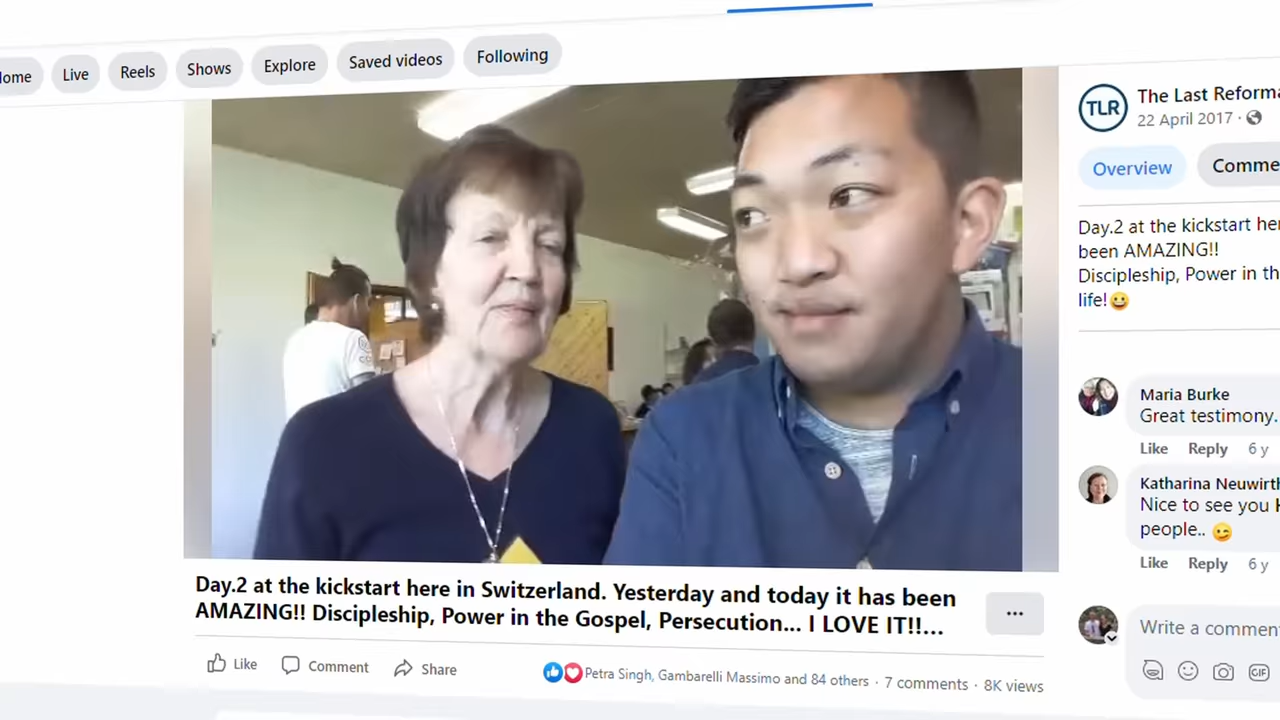 Home
Live
Reels
Shows
Explore
Saved videos
Following
TLR
The Last Reforma
22 April 2017 ·
Overview
Comme
Day.2 at the kickstart he
been AMAZING!!
Discipleship, Power in th
life!😀
Maria Burke
Great testimony.
Like Reply 6 y
Katharina Neuwirth
Nice to see you
people.. 😉
Like Reply 6 y
Write a commen
GIF
Day.2 at the kickstart here in Switzerland. Yesterday and today it has been
AMAZING!! Discipleship, Power in the Gospel, Persecution... I LOVE IT!!...
Like
Comment
Share
Petra Singh, Gambarelli Massimo and 84 others · 7 comments · 8K views